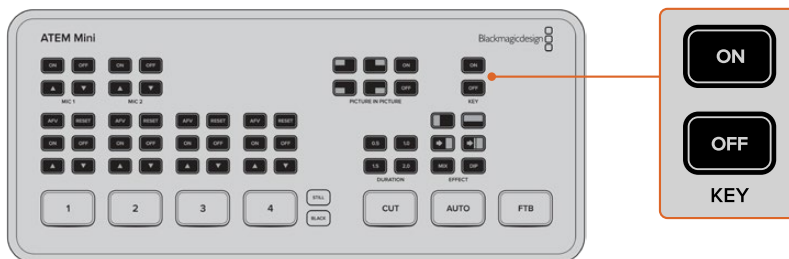 ATEM Mini
Blackmagicdesign
ON OFF ON OFF
MIC 1 MIC 2
ON
OFF
PICTURE IN PICTURE
ON
OFF
KEY
AFV RESET AFV RESET AFV RESET AFV RESET
ON OFF ON OFF ON OFF ON OFF
0.5 1.0
1.5 2.0
DURATION
MIX DIP
EFFECT
1 2 3 4
STILL
BLACK
CUT AUTO FTB
ON
OFF
KEY